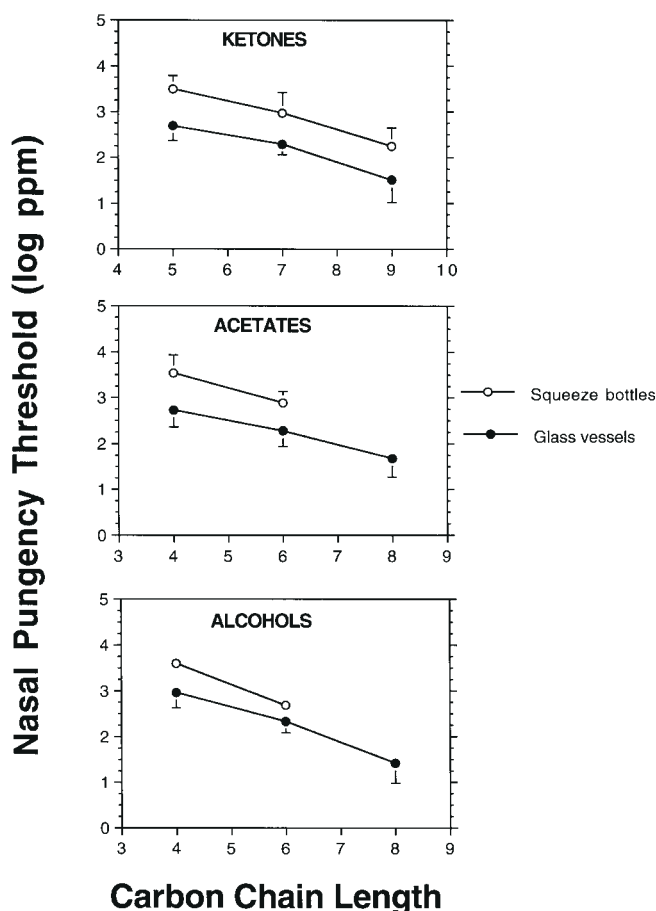 Nasal Pungency Threshold (log ppm)
KETONES
5
4
3
2
1
0
4 5 6 7 8 9 10
ACETATES
5
4
3
2
1
0
3 4 5 6 7 8 9
Squeeze bottles
Glass vessels
ALCOHOLS
5
4
3
2
1
0
3 4 5 6 7 8 9
Carbon Chain Length